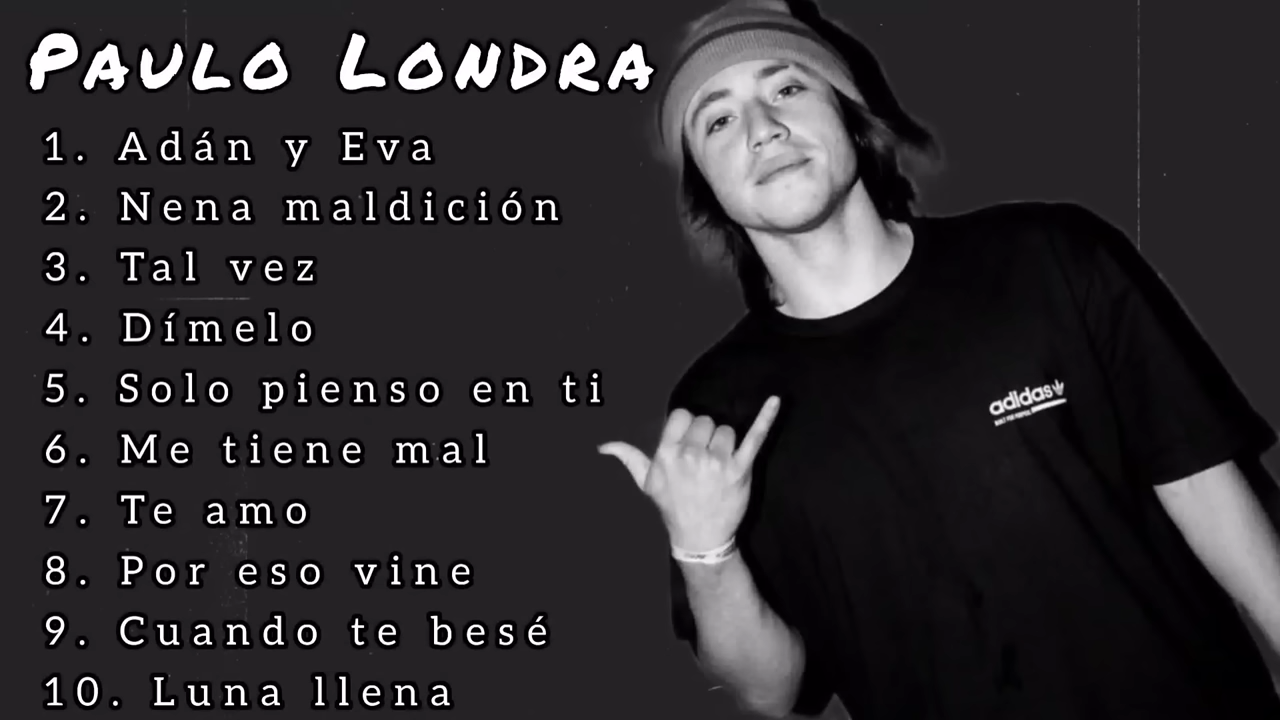 PAULO LONDRA
1. Adán y Eva
2. Nena maldición
3. Tal vez
4. Dímelo
5. Solo pienso en ti
6. Me tiene mal
7. Te amo
8. Por eso vine
9. Cuando te besé
10. Luna llena
adidas